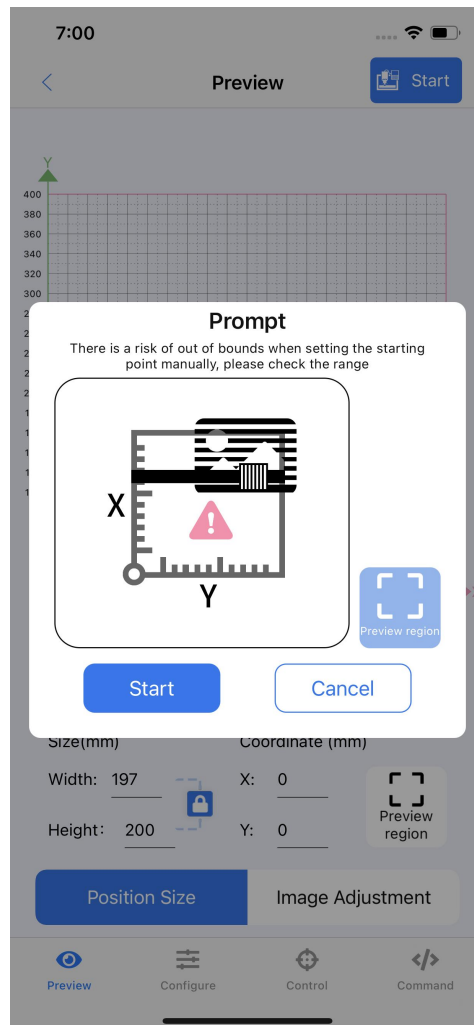 7:00
Preview
Start
Y
400
380
360
340
320
300
Prompt
There is a risk of out of bounds when setting the starting
point manually, please check the range
X
Y
Preview region
Start
Cancel
Size(mm)
Coordinate (mm)
Width: 197
X: 0
Height: 200
Y: 0
Preview
region
Position Size
Image Adjustment
Preview
Configure
Control
Command